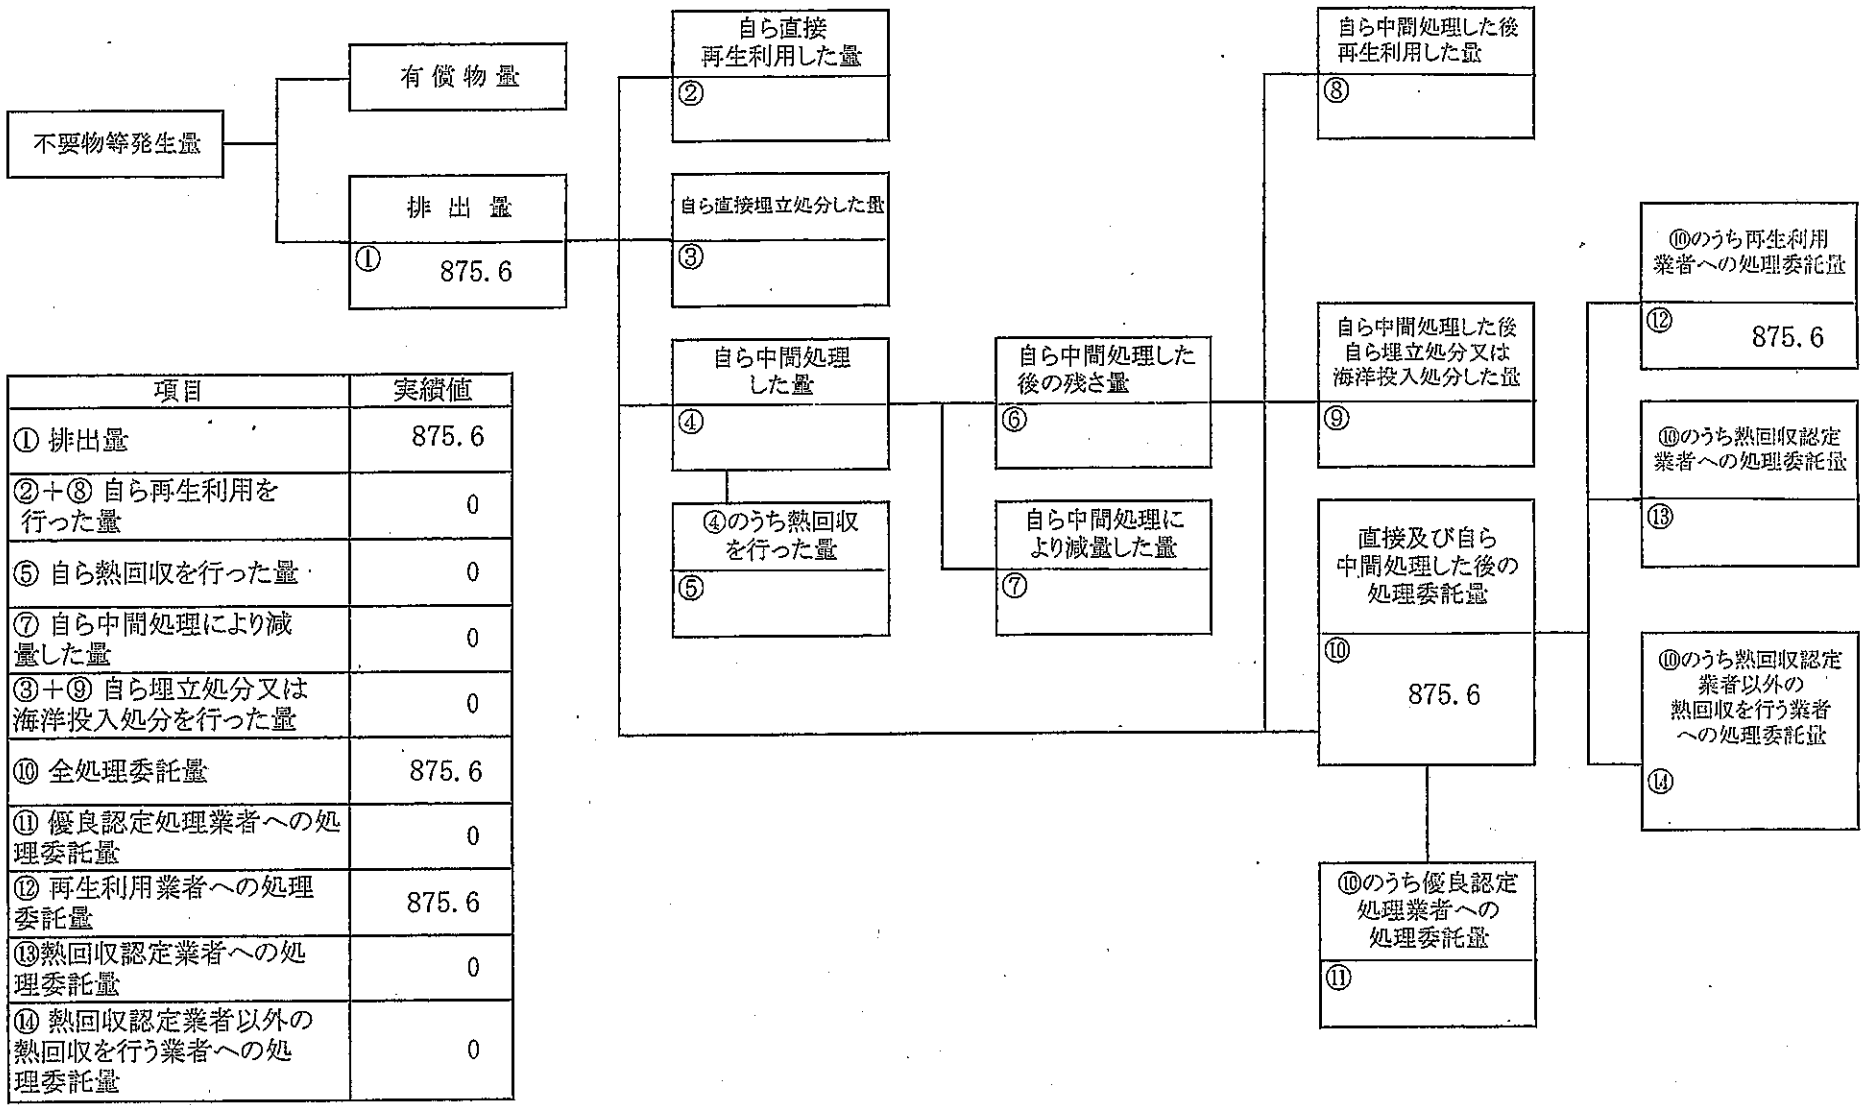 不要物等発生量
有償物量
排出量
①
875.6
自ら直接
再生利用した量
②
自ら直接埋立処分した量
③
自ら中間処理
した量
④
④のうち熱回収
を行った量
⑤
自ら中間処理した
後の残さ量
⑥
自ら中間処理に
より減量した量
⑦
自ら中間処理した後
再生利用した量
⑧
自ら中間処理した後
自ら埋立処分又は
海洋投入処分した量
⑨
直接及び自ら
中間処理した後の
処理委託量
⑩
875.6
⑩のうち優良認定
処理業者への
処理委託量
⑪
⑩のうち再生利用
業者への処理委託量
⑫
875.6
⑩のうち熱回収認定
業者への処理委託量
⑬
⑩のうち熱回収認定
業者以外の
熱回収を行う業者
への処理委託量
⑭
項目 実績値
① 排出量 875.6
②+⑧ 自ら再生利用を
行った量 0
⑤ 自ら熱回収を行った量 0
⑦ 自ら中間処理により減
量した量 0
③+⑨ 自ら埋立処分又は
海洋投入処分を行った量 0
⑩ 全処理委託量 875.6
⑪ 優良認定処理業者への処
理委託量 0
⑫ 再生利用業者への処理
委託量 875.6
⑬熱回収認定業者への処
理委託量 0
⑭ 熱回収認定業者以外の
熱回収を行う業者への処
理委託量 0